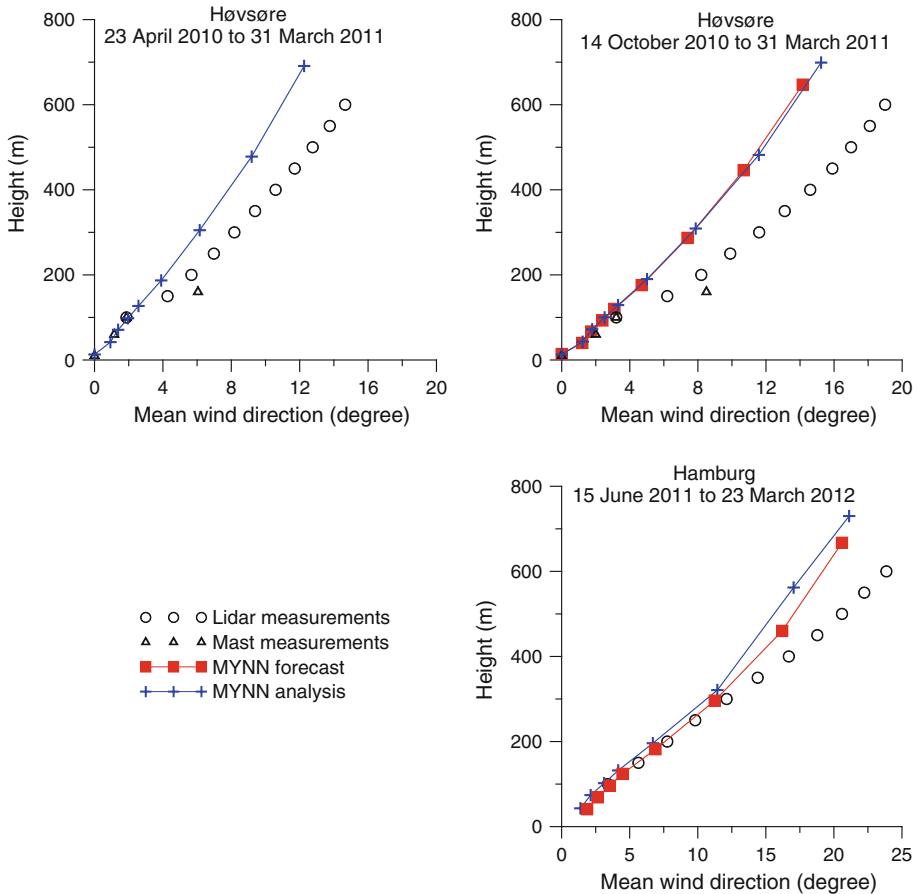 Høvsøre
23 April 2010 to 31 March 2011
800
600
400
200
0
Height (m)
0 4 8 12 16 20
Mean wind direction (degree)
Høvsøre
14 October 2010 to 31 March 2011
800
600
400
200
0
Height (m)
0 4 8 12 16 20
Mean wind direction (degree)
Hamburg
15 June 2011 to 23 March 2012
800
600
400
200
0
Height (m)
0 5 10 15 20 25
Mean wind direction (degree)
Lidar measurements
Mast measurements
MYNN forecast
MYNN analysis